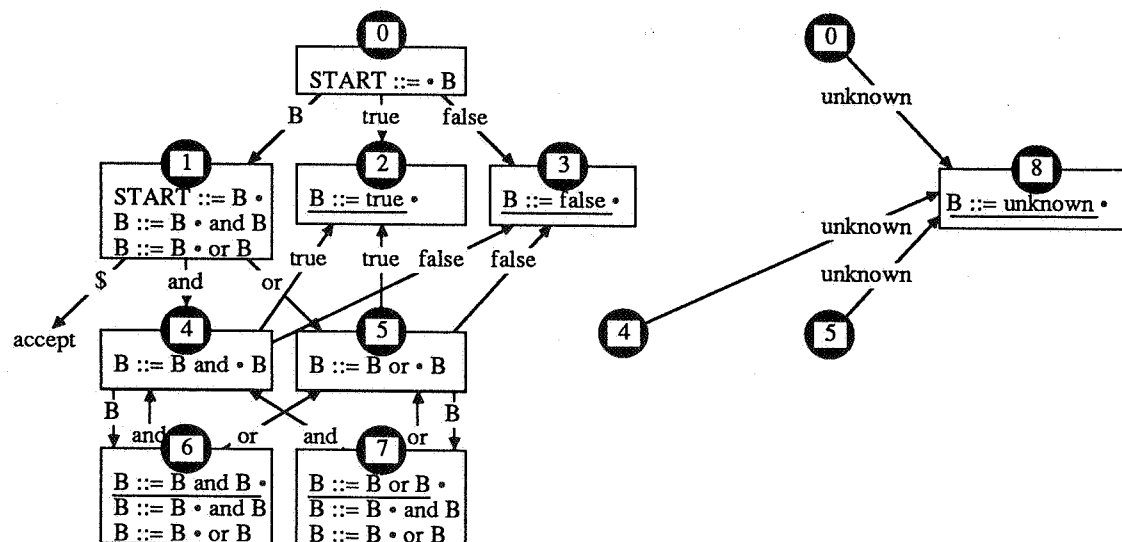 0
START ::= • B
B true false
1
START ::= B •
B ::= B • and B
B ::= B • or B
2
B ::= true •
3
B ::= false •
$ and or true true false false
accept
4
B ::= B and • B
5
B ::= B or • B
B and or and or B
6
B ::= B and B •
B ::= B • and B
B ::= B • or B
7
B ::= B or B •
B ::= B • and B
B ::= B • or B
0
unknown
8
B ::= unknown •
unknown
unknown
4
5